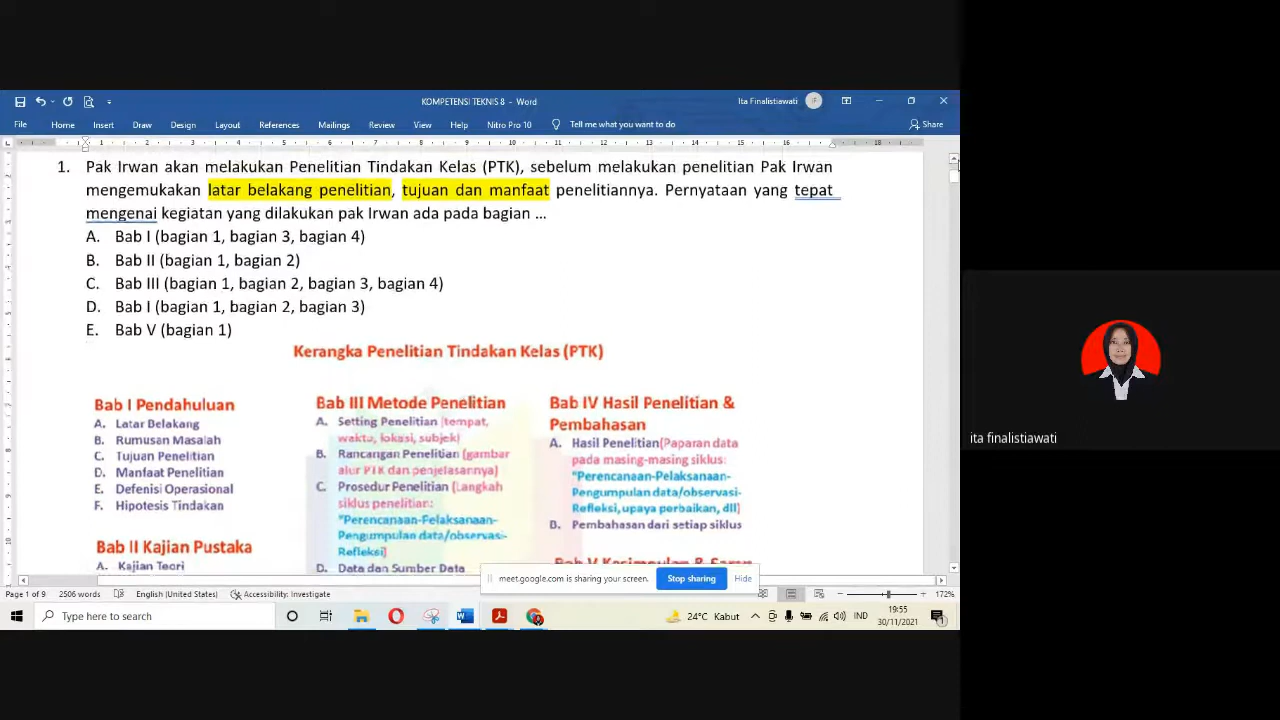 KOMPETENSI TEKNIS 8 - Word
Ita Finalistiawati
IF
File Home Insert Draw Design Layout References Mailings Review View Help Nitro Pro 10 Tell me what you want to do Share
1. Pak Irwan akan melakukan Penelitian Tindakan Kelas (PTK), sebelum melakukan penelitian Pak Irwan
mengemukakan latar belakang penelitian, tujuan dan manfaat penelitiannya. Pernyataan yang tepat
mengenai kegiatan yang dilakukan pak Irwan ada pada bagian ...
A. Bab I (bagian 1, bagian 3, bagian 4)
B. Bab II (bagian 1, bagian 2)
C. Bab III (bagian 1, bagian 2, bagian 3, bagian 4)
D. Bab I (bagian 1, bagian 2, bagian 3)
E. Bab V (bagian 1)
Kerangka Penelitian Tindakan Kelas (PTK)
Bab I Pendahuluan
A. Latar Belakang
B. Rumusan Masalah
C. Tujuan Penelitian
D. Manfaat Penelitian
E. Defenisi Operasional
F. Hipotesis Tindakan
Bab II Kajian Pustaka
A. Kajian Teori
Bab III Metode Penelitian
A. Setting Penelitian (tempat,
waktu, lokasi, subjek)
B. Rancangan Penelitian (gambar
alur PTK dan penjelasannya)
C. Prosedur Penelitian (Langkah
siklus penelitian:
"Perencanaan-Pelaksanaan-
Pengumpulan data/observasi-
Refleksi)
D. Data dan Sumber Data
Bab IV Hasil Penelitian &
Pembahasan
A. Hasil Penelitian(Paparan data
pada masing-masing siklus:
"Perencanaan-Pelaksanaan-
Pengumpulan data/observasi-
Refleksi, upaya perbaikan, dll)
B. Pembahasan dari setiap siklus
Bab V Kesimpulan & Saran
meet.google.com is sharing your screen. Stop sharing Hide
Page 1 of 9 2506 words English (United States) Accessibility: Investigate 172%
Type here to search
24°C Kabut
IND
19:55
30/11/2021
ita finalistiawati